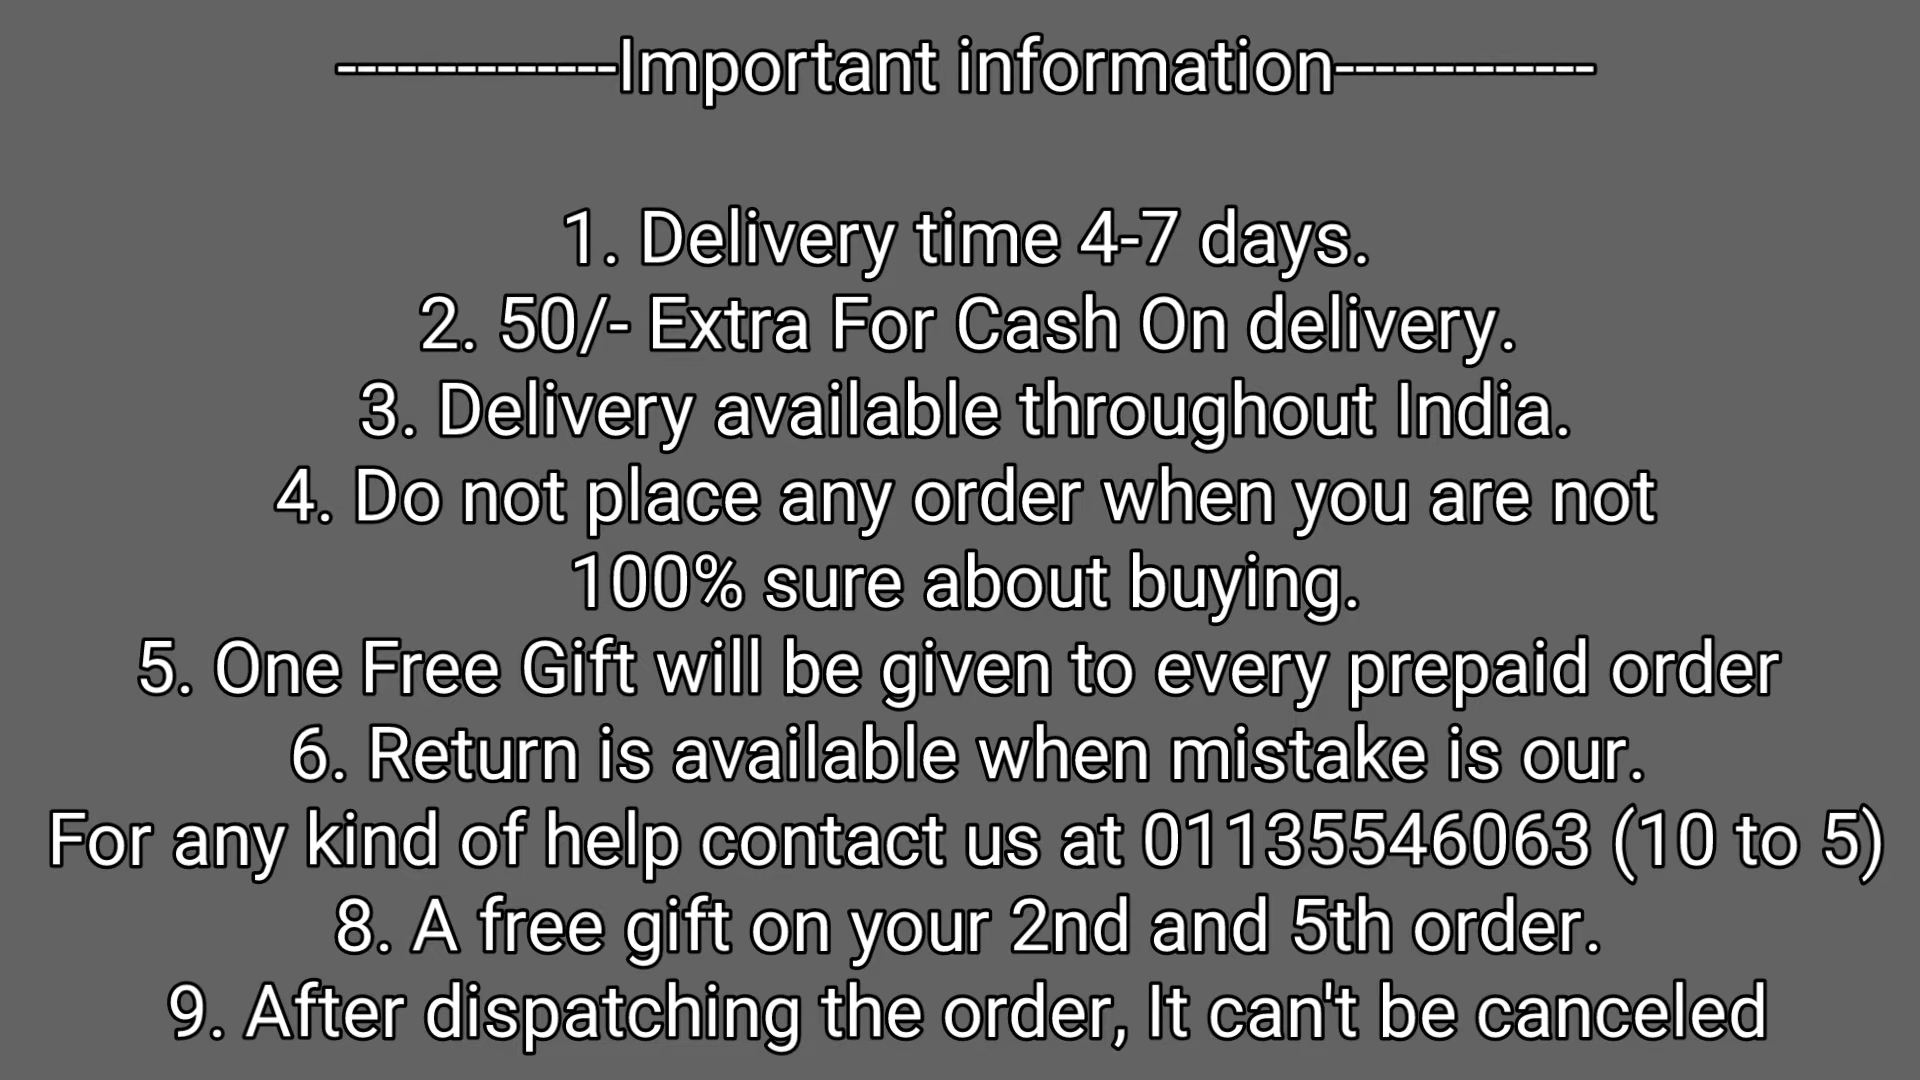 --------------Important information-------------
1. Delivery time 4-7 days.
2. 50/- Extra For Cash On delivery.
3. Delivery available throughout India.
4. Do not place any order when you are not
100% sure about buying.
5. One Free Gift will be given to every prepaid order
6. Return is available when mistake is our.
For any kind of help contact us at 01135546063 (10 to 5)
8. A free gift on your 2nd and 5th order.
9. After dispatching the order, It can't be canceled